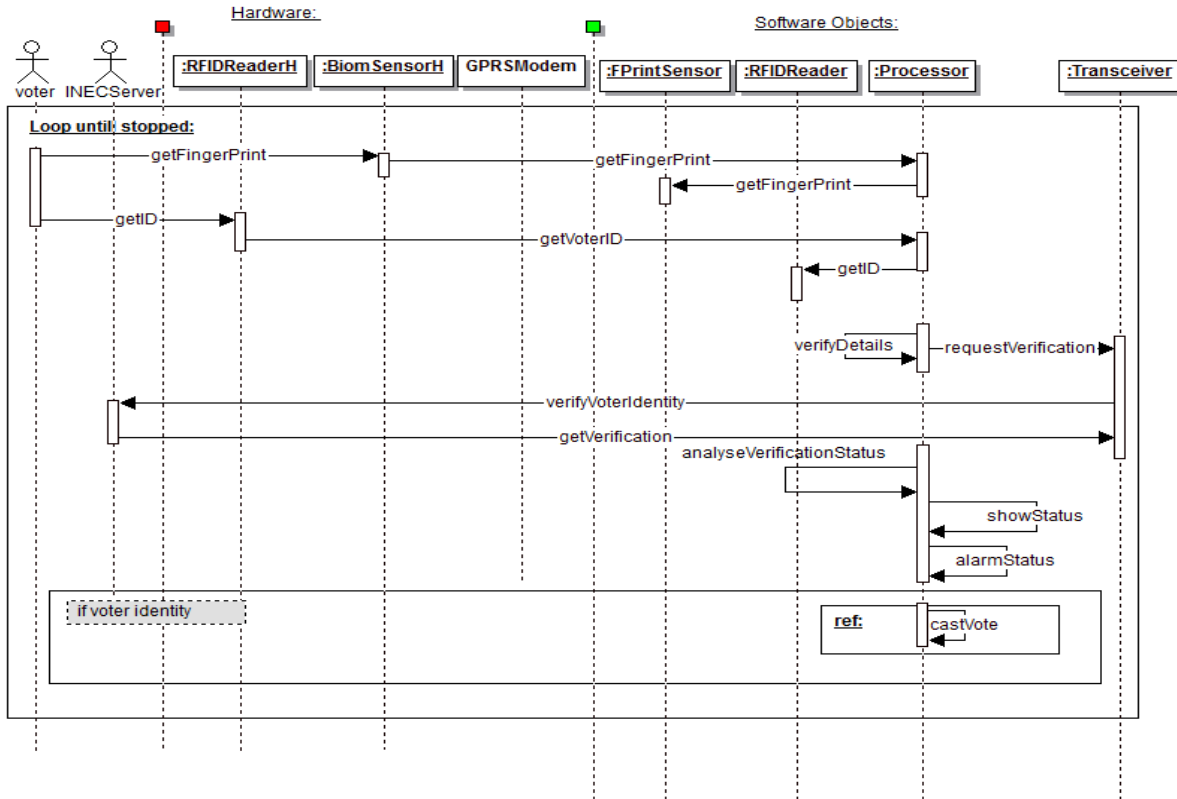 Hardware:
Software Objects:
voter
INECServer
:RFIDReaderH
:BiomSensorH
GPRSModem
:FPrintSensor
:RFIDReader
:Processor
:Transceiver
Loop until stopped:
getFingerPrint
getFingerPrint
getFingerPrint
getID
getVoterID
getID
verifyDetails
requestVerification
verifyVoterIdentity
getVerification
analyseVerificationStatus
showStatus
alarmStatus
if voter identity
ref:
castVote